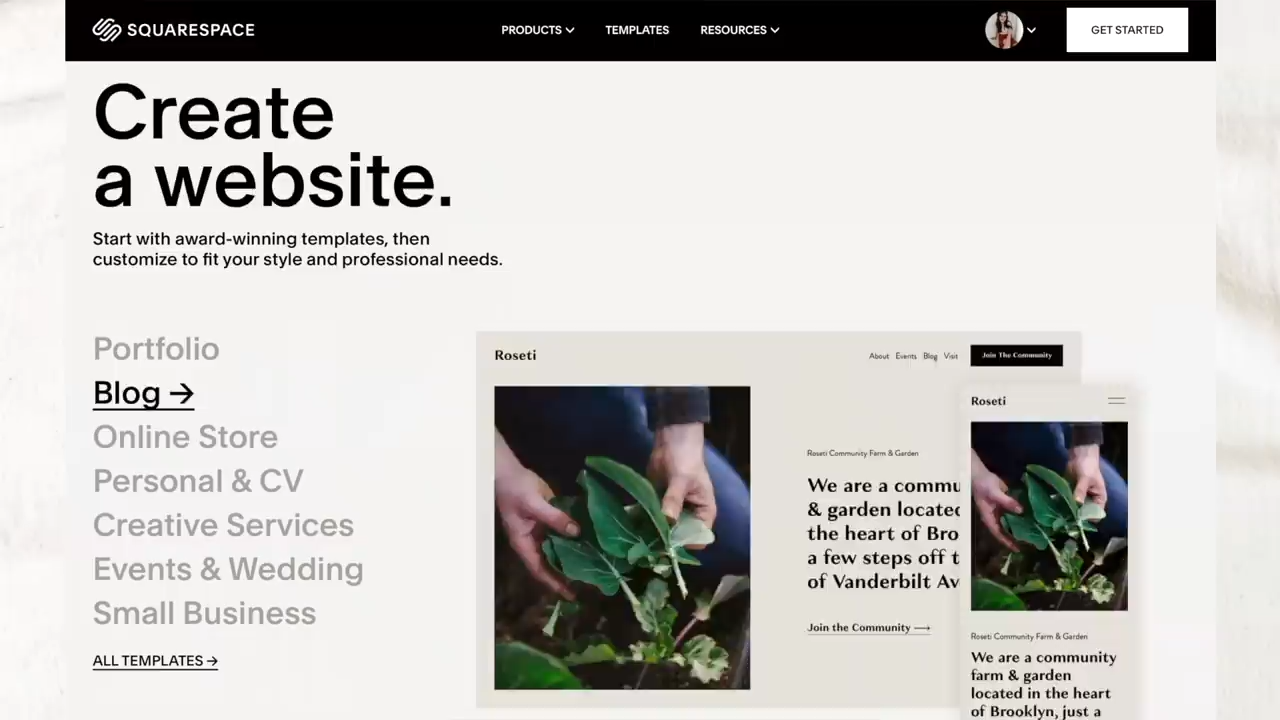 SQUARESPACE
PRODUCTS
TEMPLATES
RESOURCES
GET STARTED
Create
a website.
Start with award-winning templates, then
customize to fit your style and professional needs.
Portfolio
Blog →
Online Store
Personal & CV
Creative Services
Events & Wedding
Small Business
ALL TEMPLATES →
Roseti
About Events Blog Visit
Join The Community
Roseti Community Farm & Garden
We are a commu
& garden located
the heart of Bro
a few steps off t
of Vanderbilt Av
Join the Community →
Roseti
Roseti Community Farm & Garden
We are a community
farm & garden
located in the heart
of Brooklyn, just a